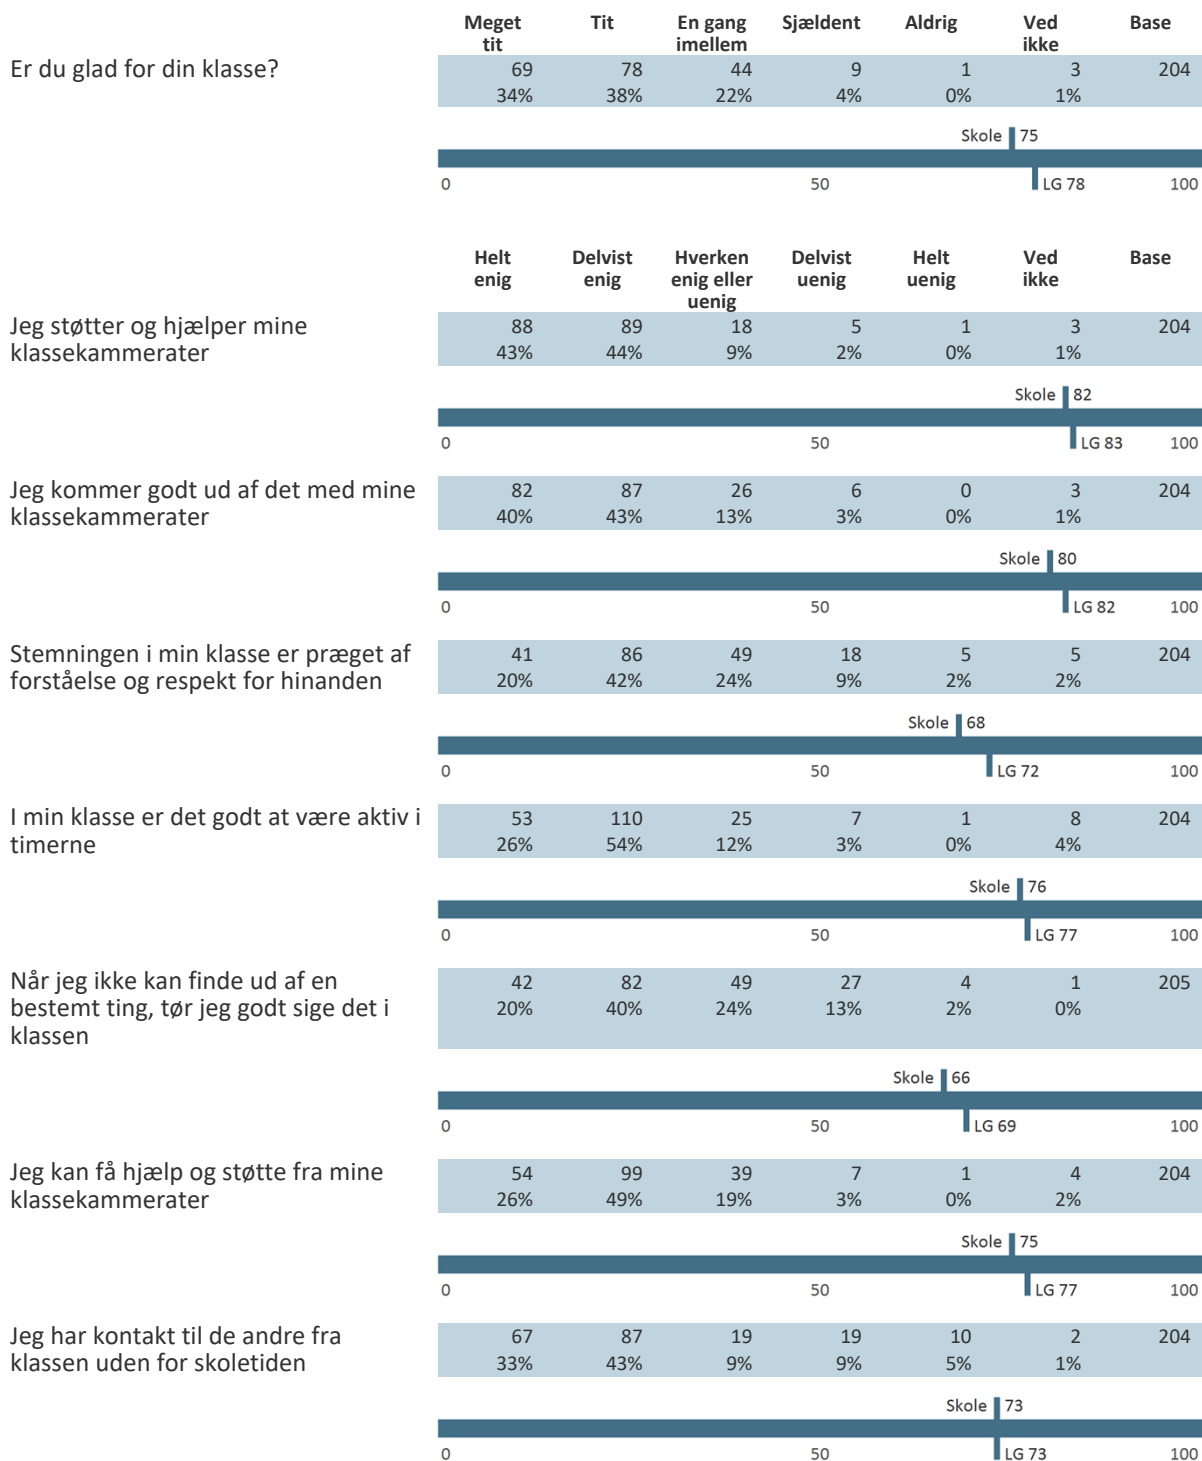 Meget tit Tit En gang imellem Sjældent Aldrig Ved ikke Base
Er du glad for din klasse? 69 78 44 9 1 3 204
34% 38% 22% 4% 0% 1%
Skole 75
0 50 LG 78 100
Helt enig Delvist enig Hverken enig eller uenig Delvist uenig Helt uenig Ved ikke Base
Jeg støtter og hjælper mine 88 89 18 5 1 3 204
klassekammerater 43% 44% 9% 2% 0% 1%
Skole 82
0 50 LG 83 100
Jeg kommer godt ud af det med mine 82 87 26 6 0 3 204
klassekammerater 40% 43% 13% 3% 0% 1%
Skole 80
0 50 LG 82 100
Stemningen i min klasse er præget af 41 86 49 18 5 5 204
forståelse og respekt for hinanden 20% 42% 24% 9% 2% 2%
Skole 68
0 50 LG 72 100
I min klasse er det godt at være aktiv i 53 110 25 7 1 8 204
timerne 26% 54% 12% 3% 0% 4%
Skole 76
0 50 LG 77 100
Når jeg ikke kan finde ud af en 42 82 49 27 4 1 205
bestemt ting, tør jeg godt sige det i 20% 40% 24% 13% 2% 0%
klassen
Skole 66
0 50 LG 69 100
Jeg kan få hjælp og støtte fra mine 54 99 39 7 1 4 204
klassekammerater 26% 49% 19% 3% 0% 2%
Skole 75
0 50 LG 77 100
Jeg har kontakt til de andre fra 67 87 19 19 10 2 204
klassen uden for skoletiden 33% 43% 9% 9% 5% 1%
Skole 73
0 50 LG 73 100